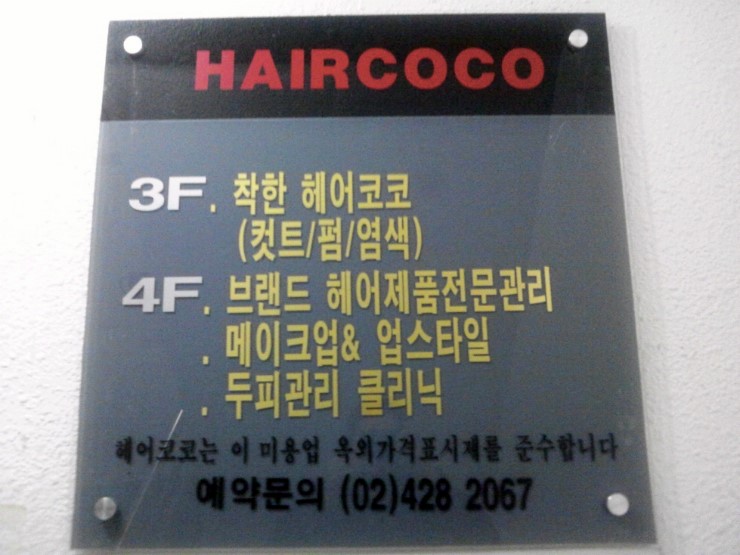 HAIRCOCO
3F. 착한 헤어코코
(컷트/펌/염색)
4F. 브랜드 헤어제품전문관리
. 메이크업& 업스타일
. 두피관리 클리닉
헤어코코는 이 미용업 옥외가격표시제를 준수합니다
예약문의 (02)428 2067